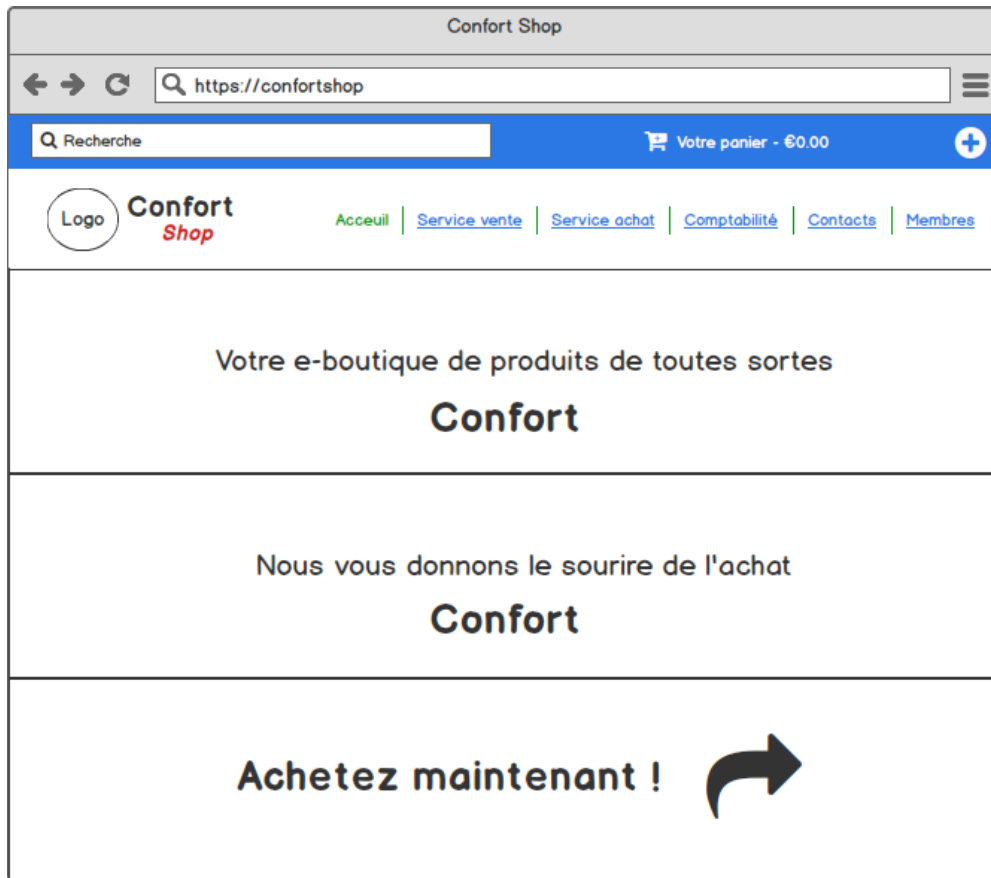 Confort Shop
https://confortshop
Recherche
Votre panier - €0.00
Logo
Confort
Shop
Acceuil Service vente Service achat Comptabilité Contacts Membres
Votre e-boutique de produits de toutes sortes
Confort
Nous vous donnons le sourire de l'achat
Confort
Achetez maintenant !